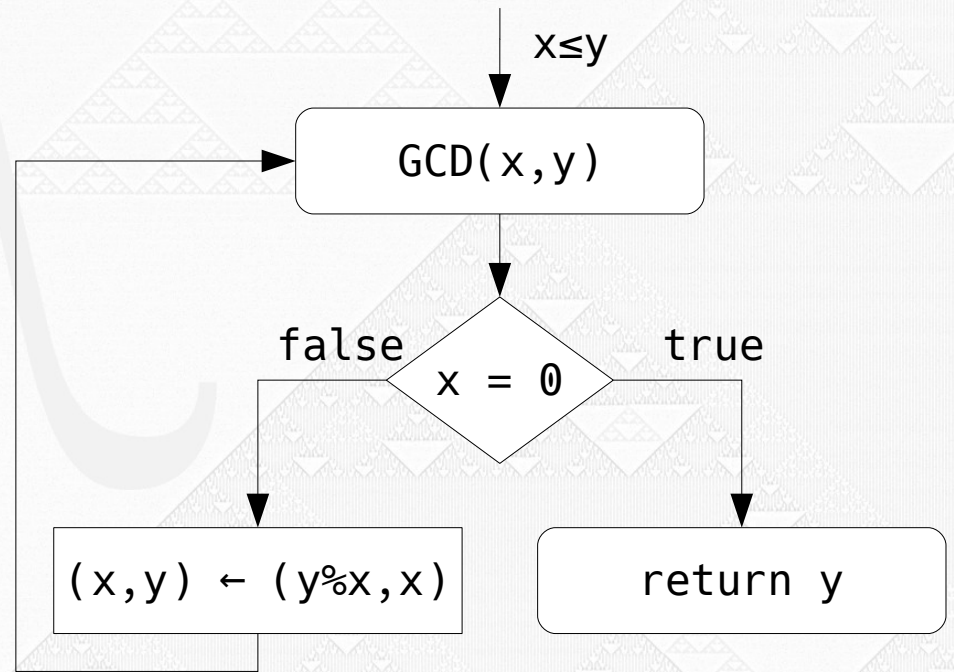 x≤y
GCD(x,y)
false
true
x = 0
(x,y) ← (y%x,x)
return y